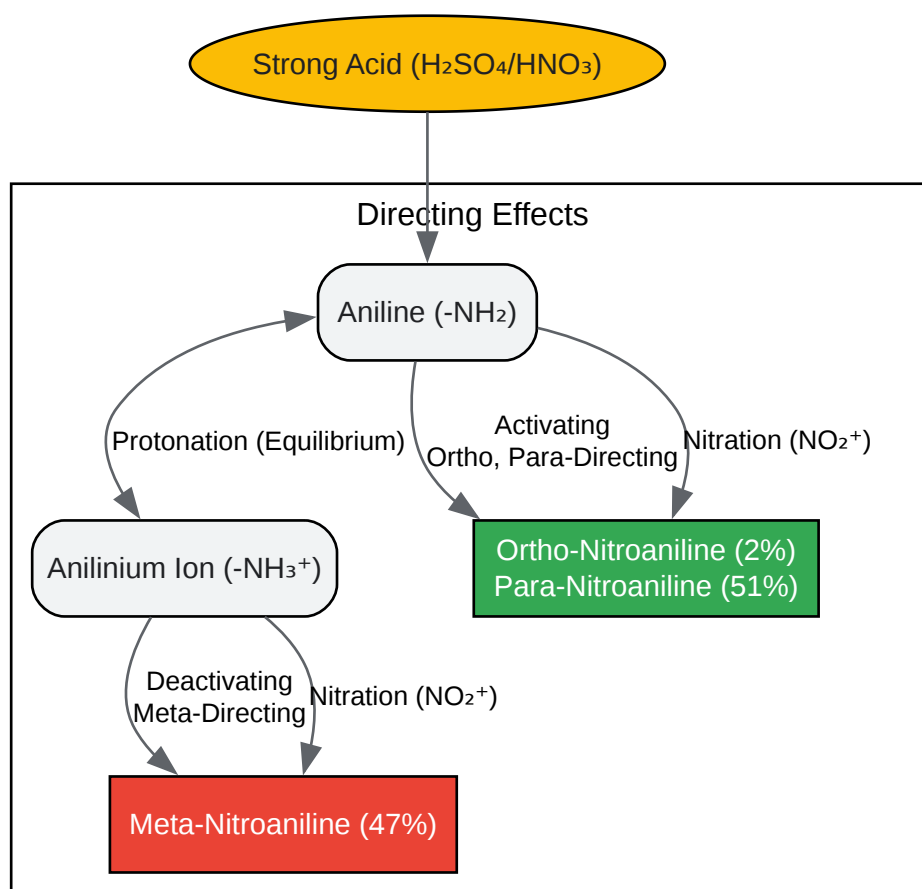 Strong Acid (H₂SO₄/HNO₃)
Directing Effects
Aniline (-NH₂)
Protonation (Equilibrium)
Activating
Ortho, Para-Directing
Nitration (NO₂⁺)
Anilinium Ion (-NH₃⁺)
Ortho-Nitroaniline (2%)
Para-Nitroaniline (51%)
Deactivating
Meta-Directing
Nitration (NO₂⁺)
Meta-Nitroaniline (47%)